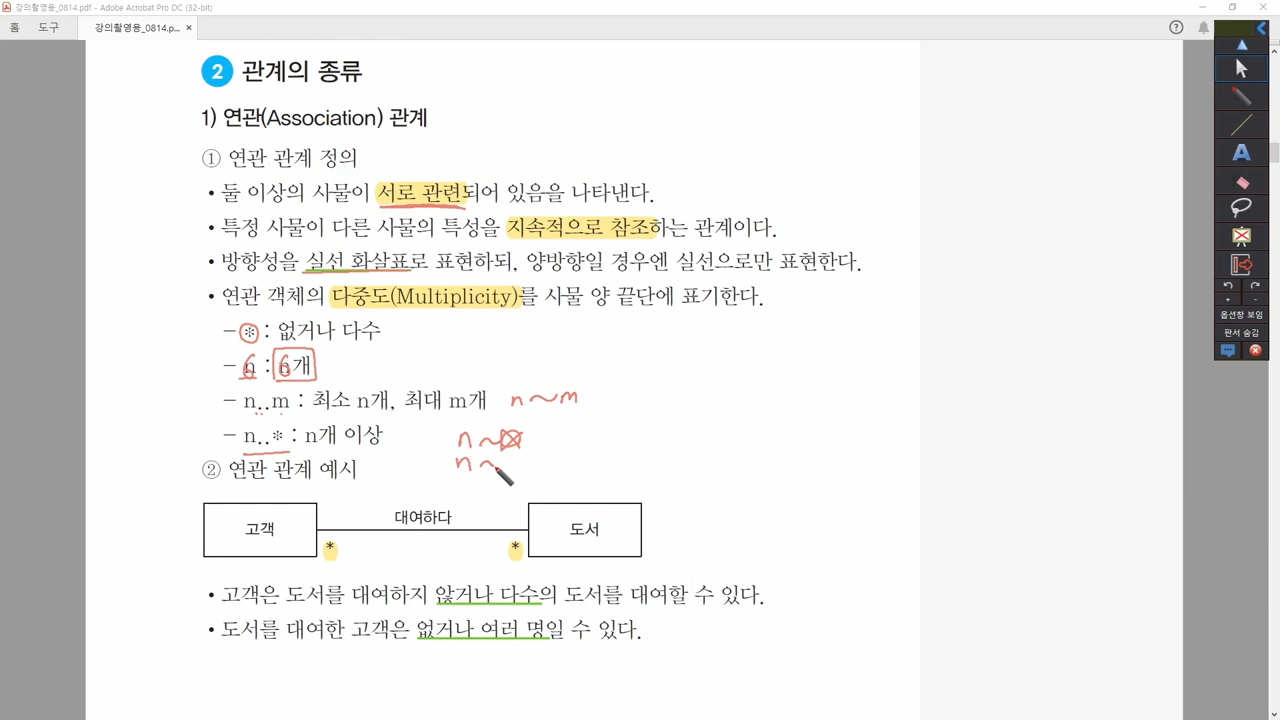 강의촬영용_0814.pdf - Adobe Acrobat Pro DC (32-bit)
홈 도구 강의촬영용_0814.p... ×
2 관계의 종류
1) 연관(Association) 관계
① 연관 관계 정의
• 둘 이상의 사물이 서로 관련되어 있음을 나타낸다.
• 특정 사물이 다른 사물의 특성을 지속적으로 참조하는 관계이다.
• 방향성을 실선 화살표로 표현하되, 양방향일 경우엔 실선으로만 표현한다.
• 연관 객체의 다중도(Multiplicity)를 사물 양 끝단에 표기한다.
– * : 없거나 다수
– n : n개
6 6
– n..m : 최소 n개, 최대 m개 n~m
– n..* : n개 이상 n~
n~
② 연관 관계 예시
고객 대여하다 도서
* *
• 고객은 도서를 대여하지 않거나 다수의 도서를 대여할 수 있다.
• 도서를 대여한 고객은 없거나 여러 명일 수 있다.
A
+ -
옵션창 보임
판서 숨김